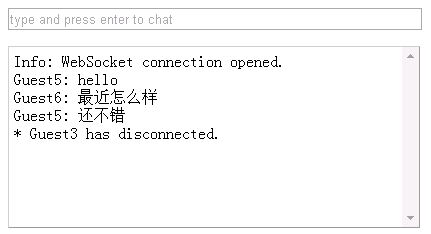 type and press enter to chat
Info: WebSocket connection opened.
Guest5: hello
Guest6: 最近怎么样
Guest5: 还不错
* Guest3 has disconnected.